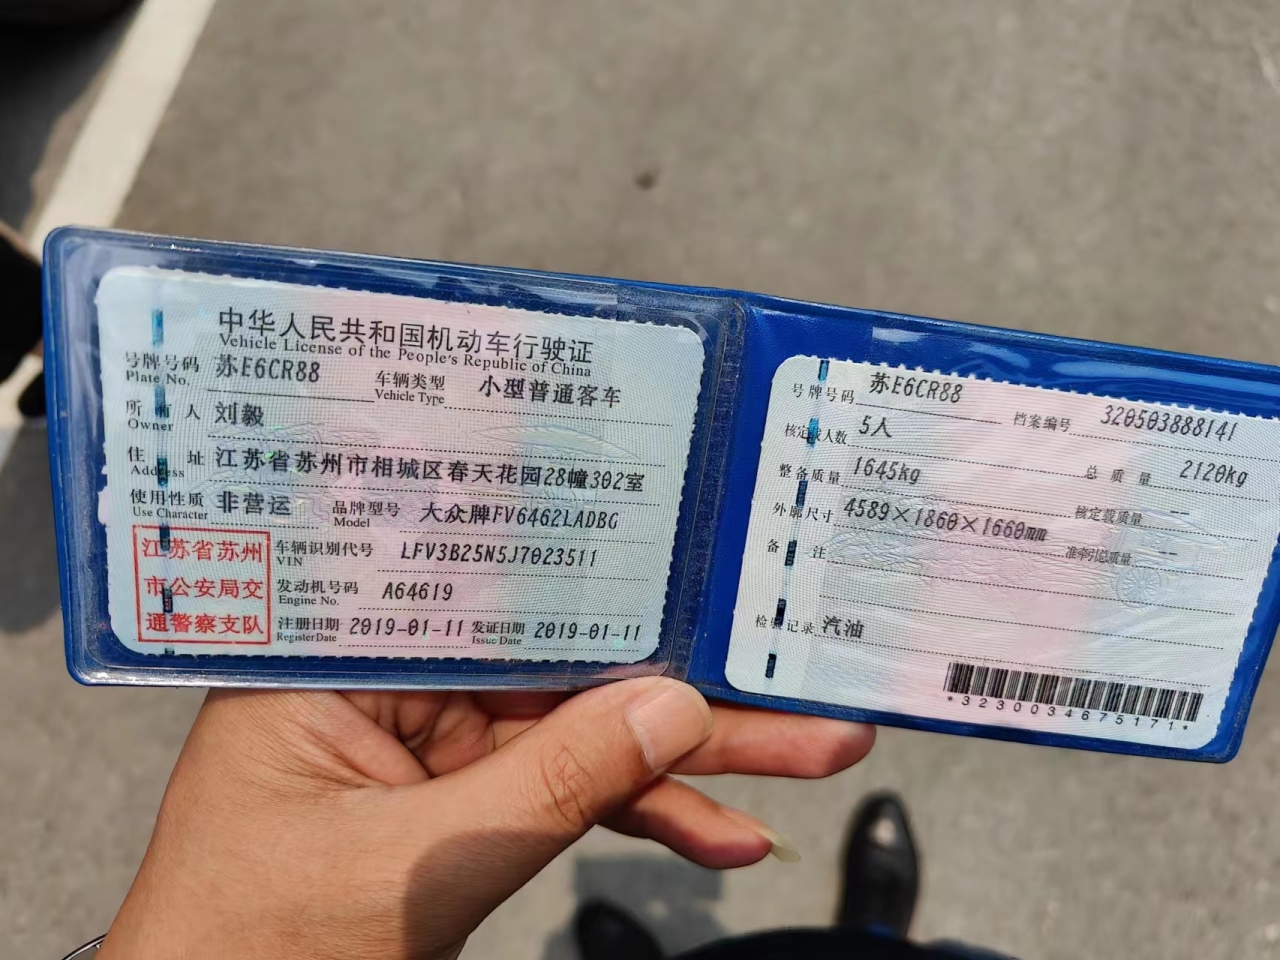 中华人民共和国机动车行驶证
Vehicle License of the People's Republic of China
号牌号码 苏E6CR88 车辆类型 小型普通客车
Plate No. Vehicle Type
所有人 刘毅
Owner
住址 江苏省苏州市相城区春天花园28幢302室
Address
使用性质 非营运 品牌型号 大众牌FV6462LADBG
Use Character Model
江苏省苏州
市公安局交
通警察支队
车辆识别代号 LFV3B25N5J7023511
VIN
发动机号码 A64619
Engine No.
注册日期 2019-01-11 发证日期 2019-01-11
Register Date Issue Date
号牌号码 苏E6CR88 档案编号 320503888141
核定载人数 5人
整备质量 1645kg 总质量 2120kg
外廓尺寸 4589×1860×1660mm 核定载质量 --
备注 准牵引总质量 --
检验记录 汽油
*3230034675171*